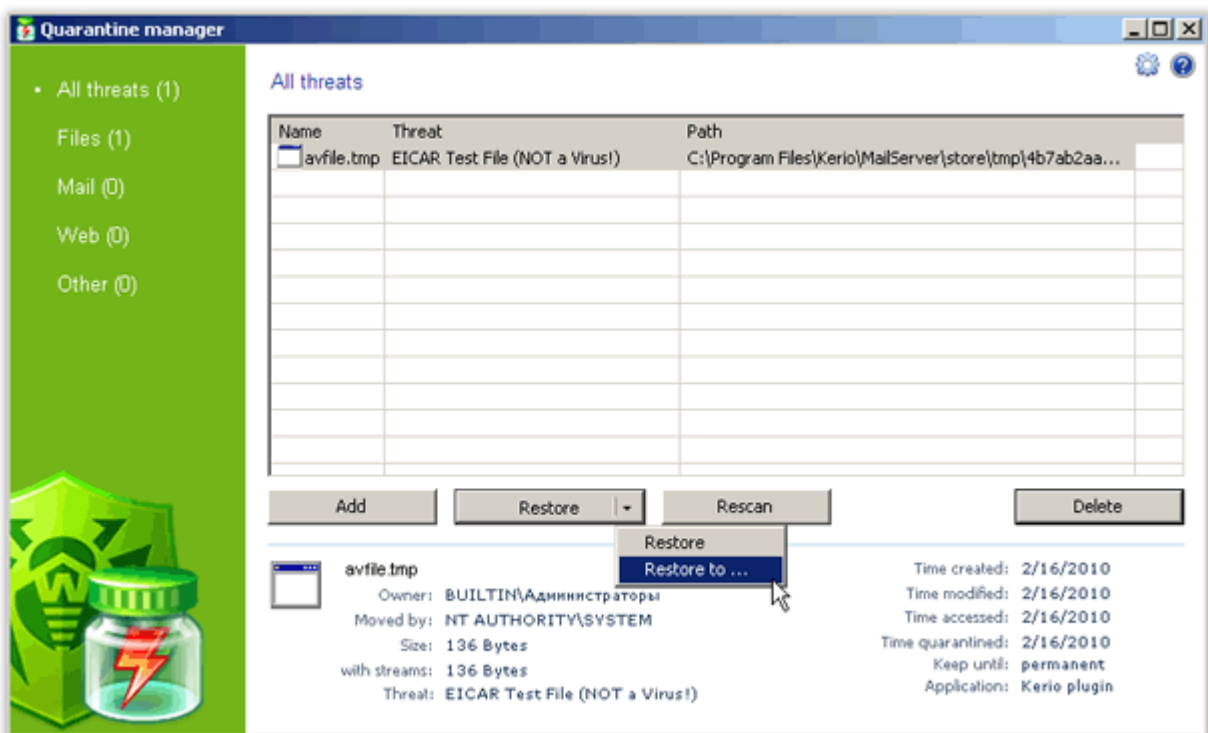 Quarantine manager
All threats (1)
Files (1)
Mail (0)
Web (0)
Other (0)
All threats
Name Threat Path
avfile.tmp EICAR Test File (NOT a Virus!) C:\Program Files\Kerio\MailServer\store\tmp\4b7ab2aa...
Add Restore Rescan Delete
Restore
Restore to ...
avfile.tmp
Owner: BUILTIN\Администраторы
Moved by: NT AUTHORITY\SYSTEM
Size: 136 Bytes
with streams: 136 Bytes
Threat: EICAR Test File (NOT a Virus!)
Time created: 2/16/2010
Time modified: 2/16/2010
Time accessed: 2/16/2010
Time quarantined: 2/16/2010
Keep until: permanent
Application: Kerio plugin